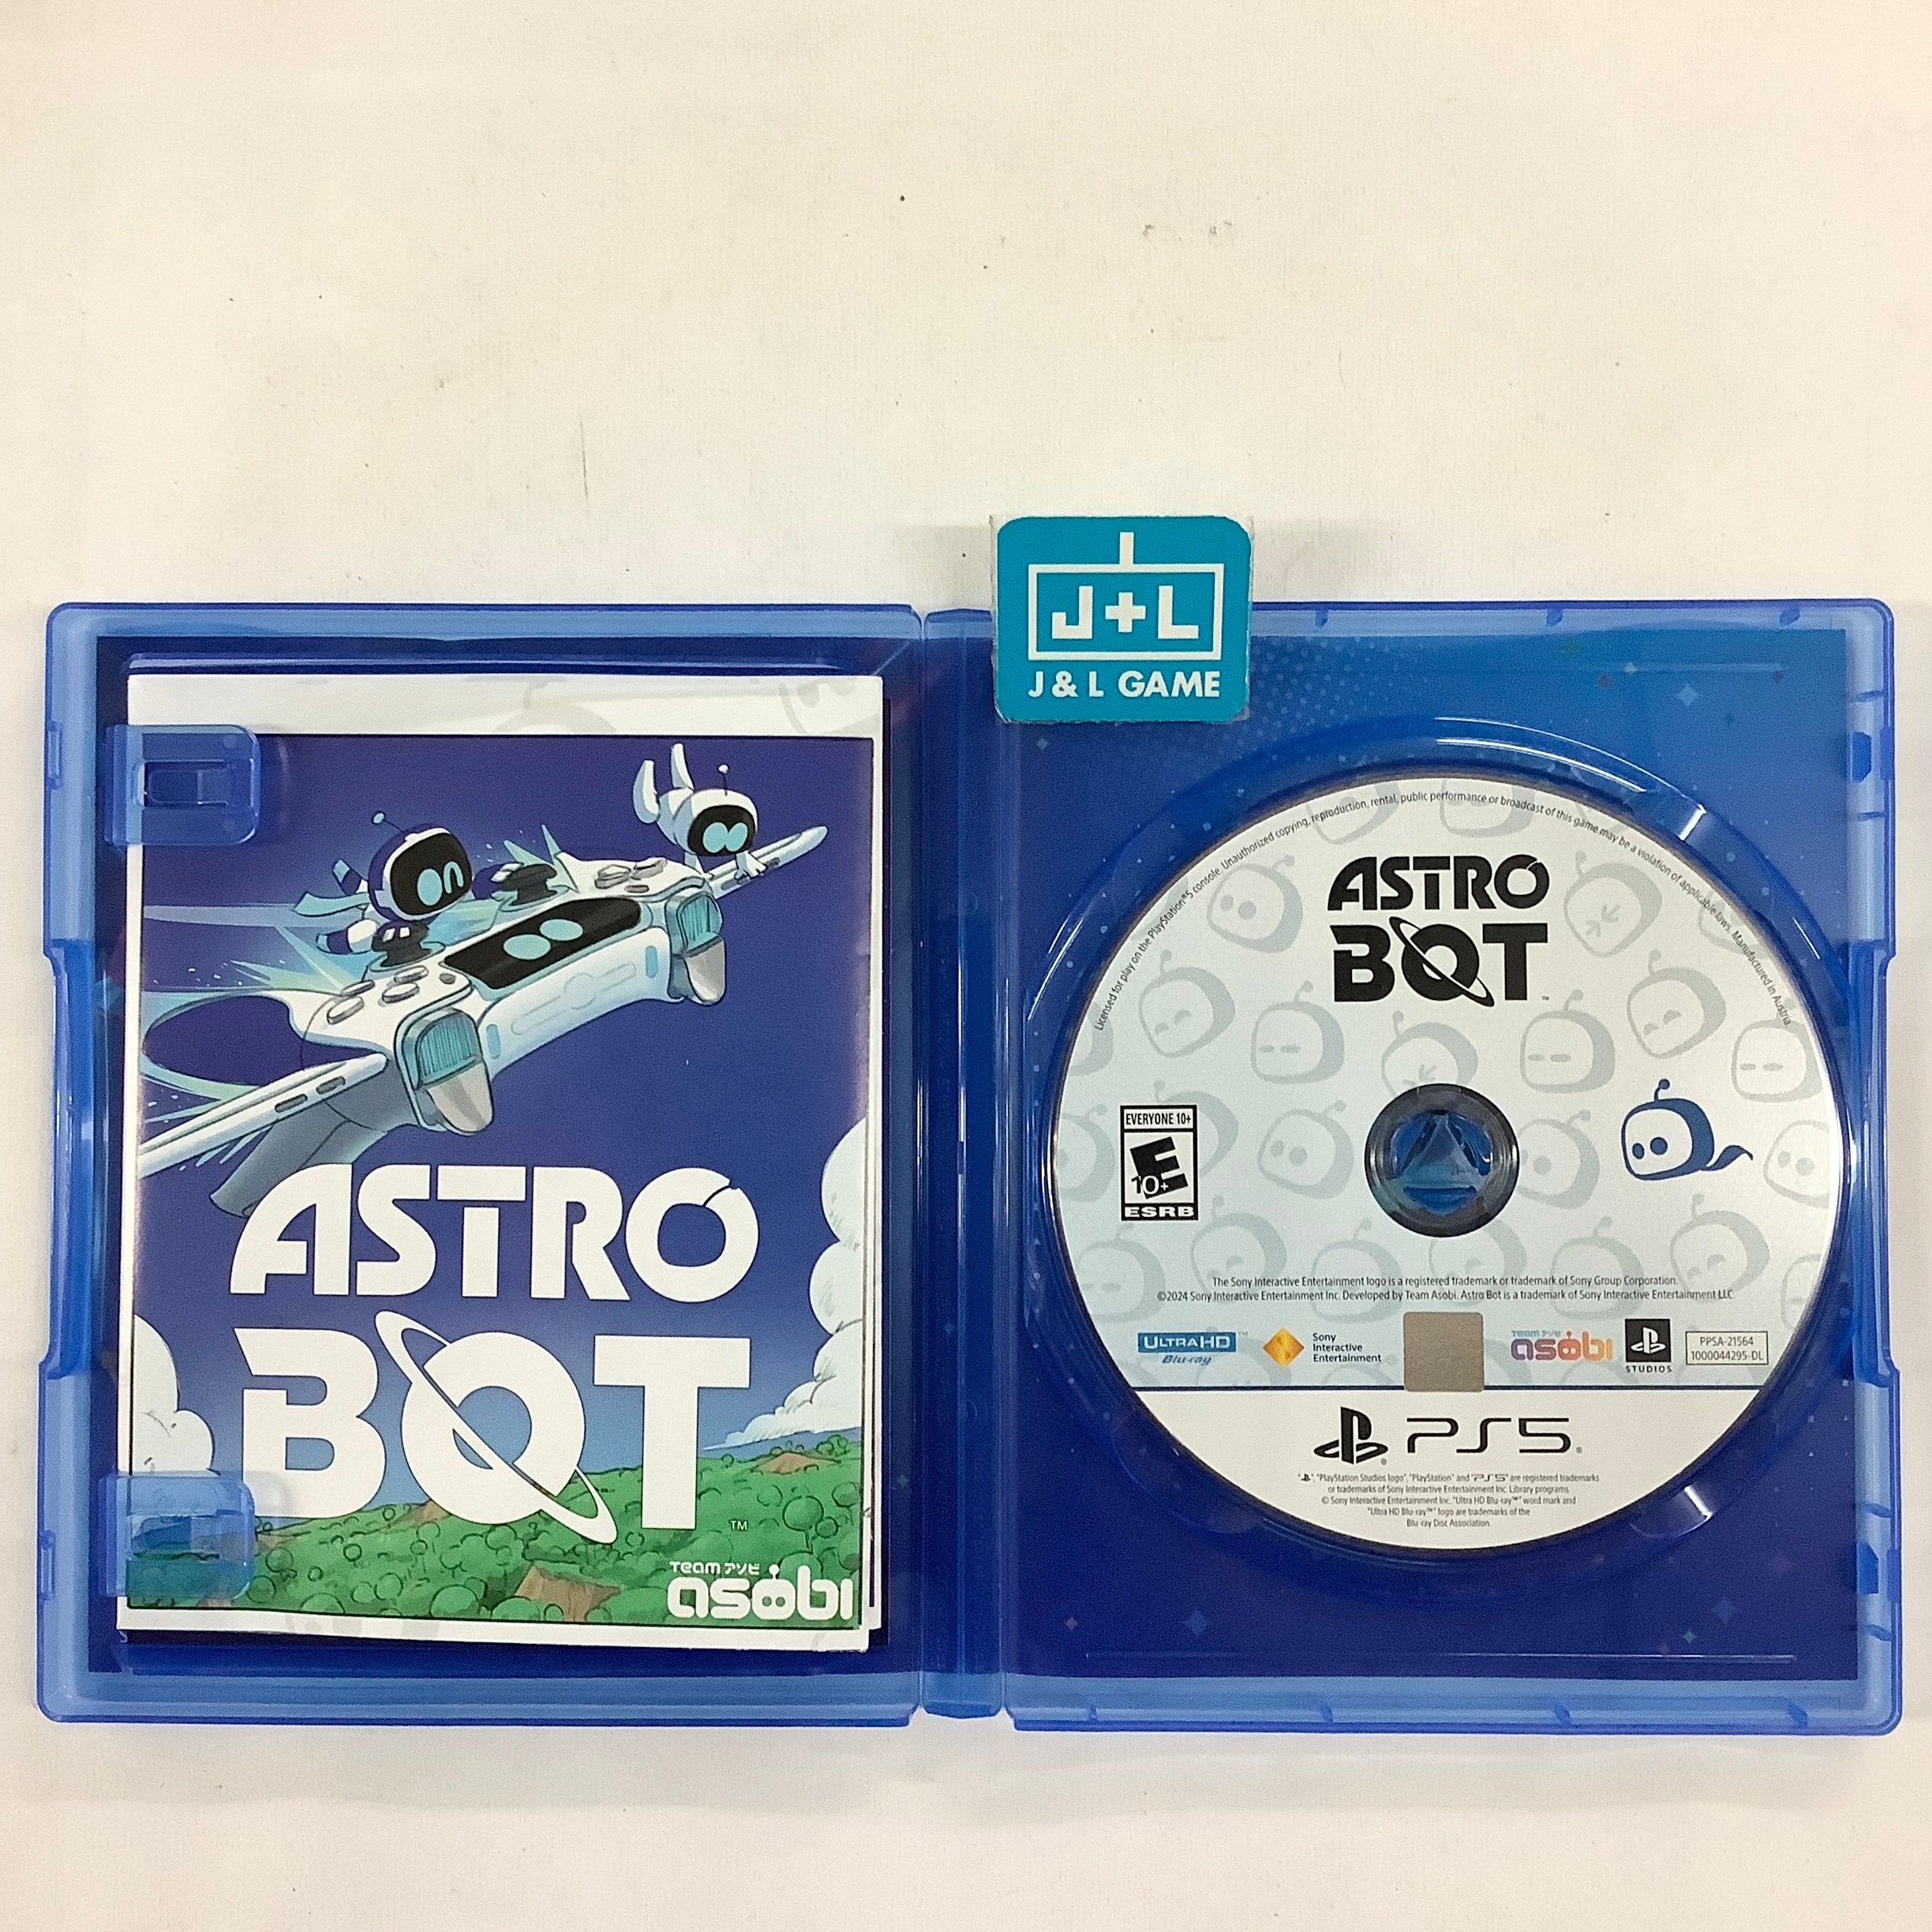 J+L
J & L GAME
ASTRO
BOT
TM
Team アソビ
asobi
Licensed for play on the PlayStation®5 console. Unauthorized copying, reproduction, rental, public performance or broadcast of this game may be a violation of applicable laws. Manufactured in Austria
ASTRO
BOT
TM
EVERYONE 10+
E
10+
ESRB
The Sony Interactive Entertainment logo is a registered trademark or trademark of Sony Group Corporation.
©2024 Sony Interactive Entertainment Inc. Developed by Team Asobi. Astro Bot is a trademark of Sony Interactive Entertainment LLC
ULTRA HD™
Blu-ray
Sony
Interactive
Entertainment
Team アソビ
asobi
STUDIOS
PPSA-21564
1000044295-DL
PS5®
"PlayStation Studios logo", "PlayStation" and "PS5" are registered trademarks
or trademarks of Sony Interactive Entertainment Inc. Library programs
© Sony Interactive Entertainment Inc. "Ultra HD Blu-ray™" word mark and
"Ultra HD Blu-ray™" logo are trademarks of the
Blu-ray Disc Association.